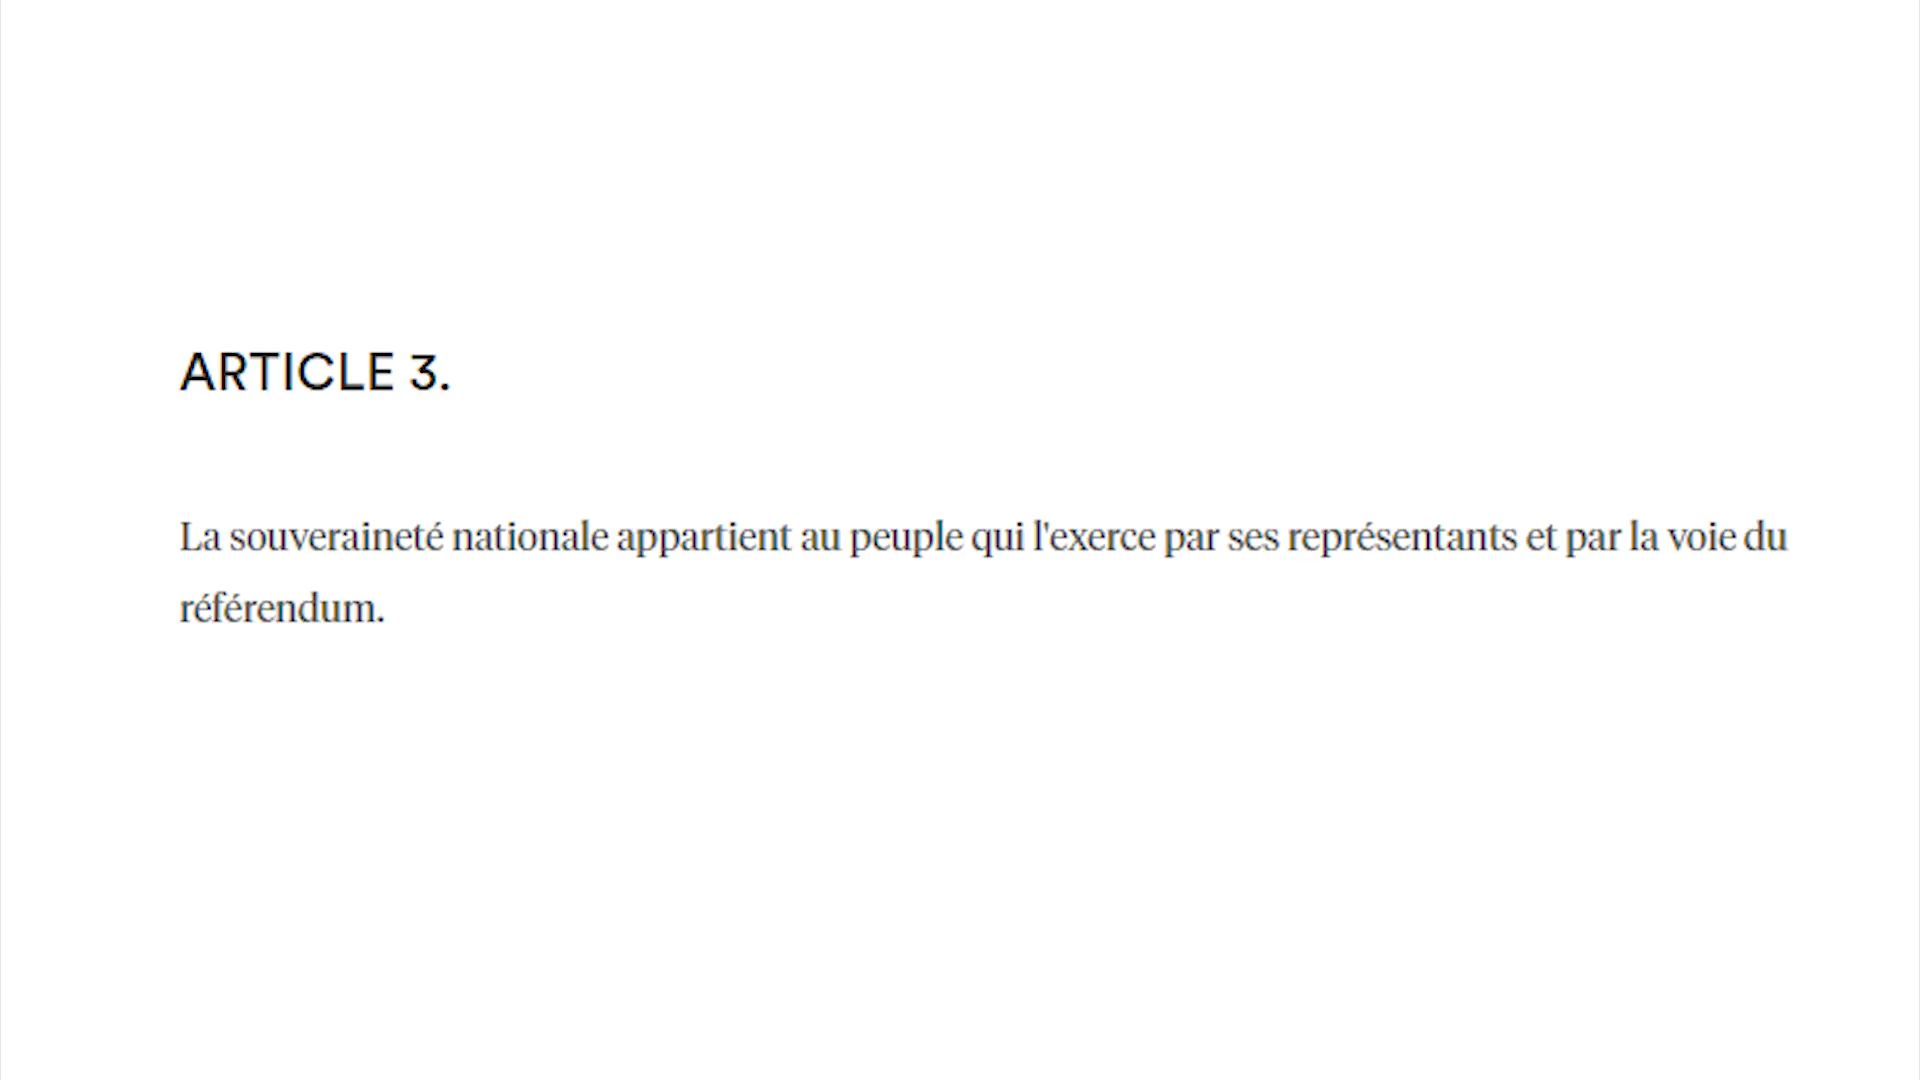 ARTICLE 3.
La souveraineté nationale appartient au peuple qui l'exerce par ses représentants et par la voie du
référendum.